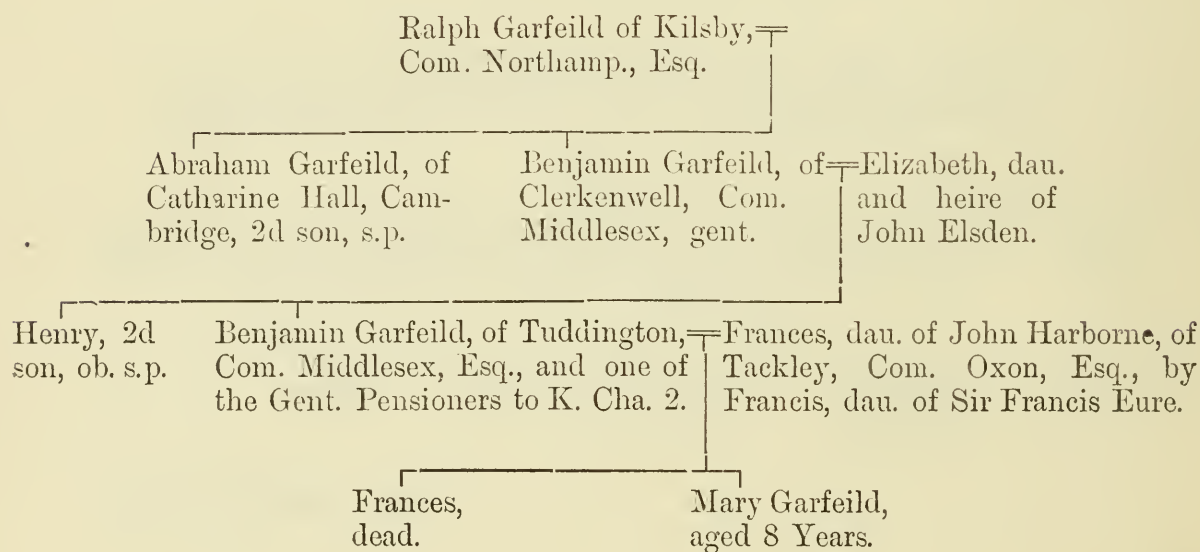 Ralph Garfeild of Kilsby,
Com. Northamp., Esq.
Abraham Garfeild, of
Catharine Hall, Cam-
bridge, 2d son, s.p.
Benjamin Garfeild, of
Clerkenwell, Com.
Middlesex, gent.
Elizabeth, dau.
and heire of
John Elsden.
Henry, 2d
son, ob. s.p.
Benjamin Garfeild, of Tuddington,
Com. Middlesex, Esq., and one of
the Gent. Pensioners to K. Cha. 2.
Frances, dau. of John Harborne, of
Tackley, Com. Oxon, Esq., by
Francis, dau. of Sir Francis Eure.
Frances,
dead.
Mary Garfeild,
aged 8 Years.